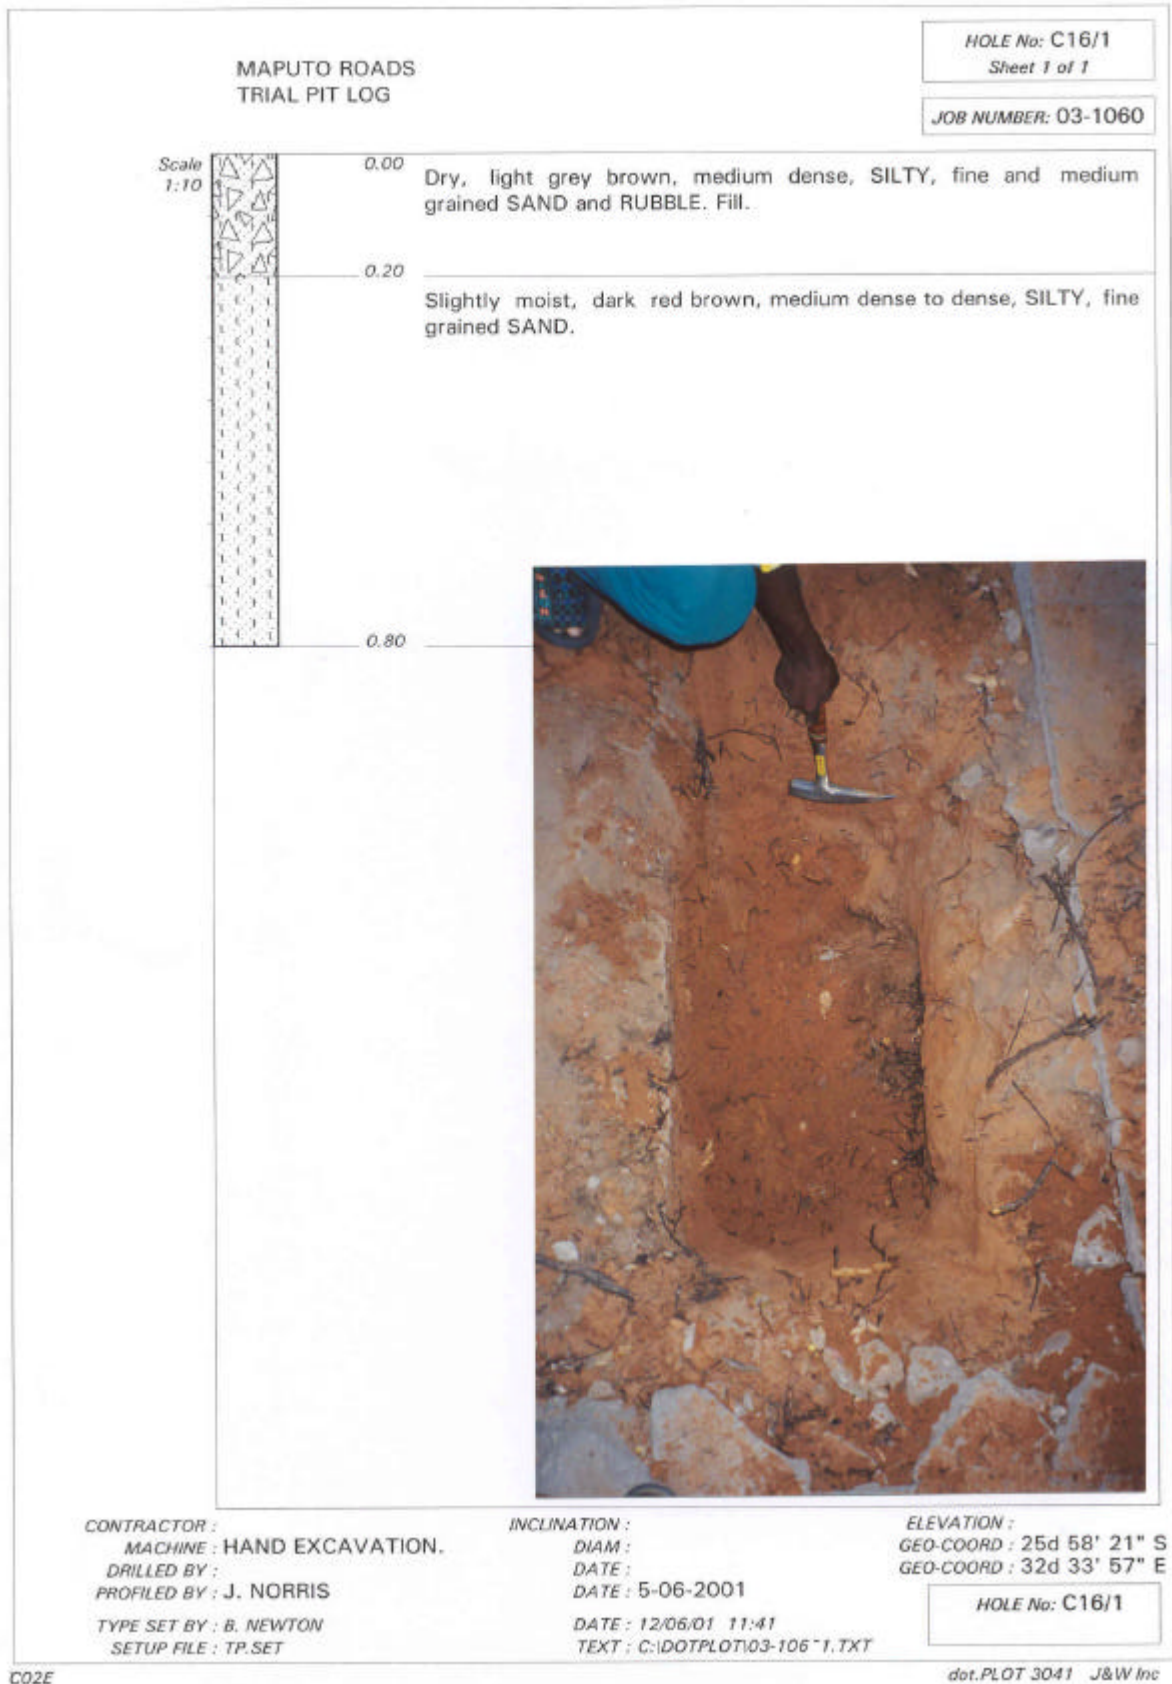 MAPUTO ROADS
TRIAL PIT LOG
HOLE No: C16/1
Sheet 1 of 1
JOB NUMBER: 03-1060
Scale
1:10
0.00
Dry, light grey brown, medium dense, SILTY, fine and medium
grained SAND and RUBBLE. Fill.
0.20
Slightly moist, dark red brown, medium dense to dense, SILTY, fine
grained SAND.
0.80
CONTRACTOR :
MACHINE : HAND EXCAVATION.
DRILLED BY :
PROFILED BY : J. NORRIS
TYPE SET BY : B. NEWTON
SETUP FILE : TP.SET
INCLINATION :
DIAM :
DATE :
DATE : 5-06-2001
DATE : 12/06/01 11:41
TEXT : C:\DOTPLOT\03-106~1.TXT
ELEVATION :
GEO-COORD : 25d 58' 21" S
GEO-COORD : 32d 33' 57" E
HOLE No: C16/1
C02E
dot.PLOT 3041 J&W Inc